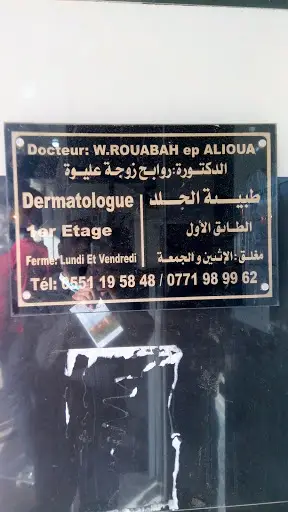 Docteur: W.ROUABAH ep ALIOUA
الدكتورة:روابح زوجة عليوة
Dermatologue طبيبة الجلد
1er Etage الطابق الأول
Fermé: Lundi Et Vendredi مغلق: الإثنين و الجمعة
Tél: 0551 19 58 48 / 0771 98 99 62